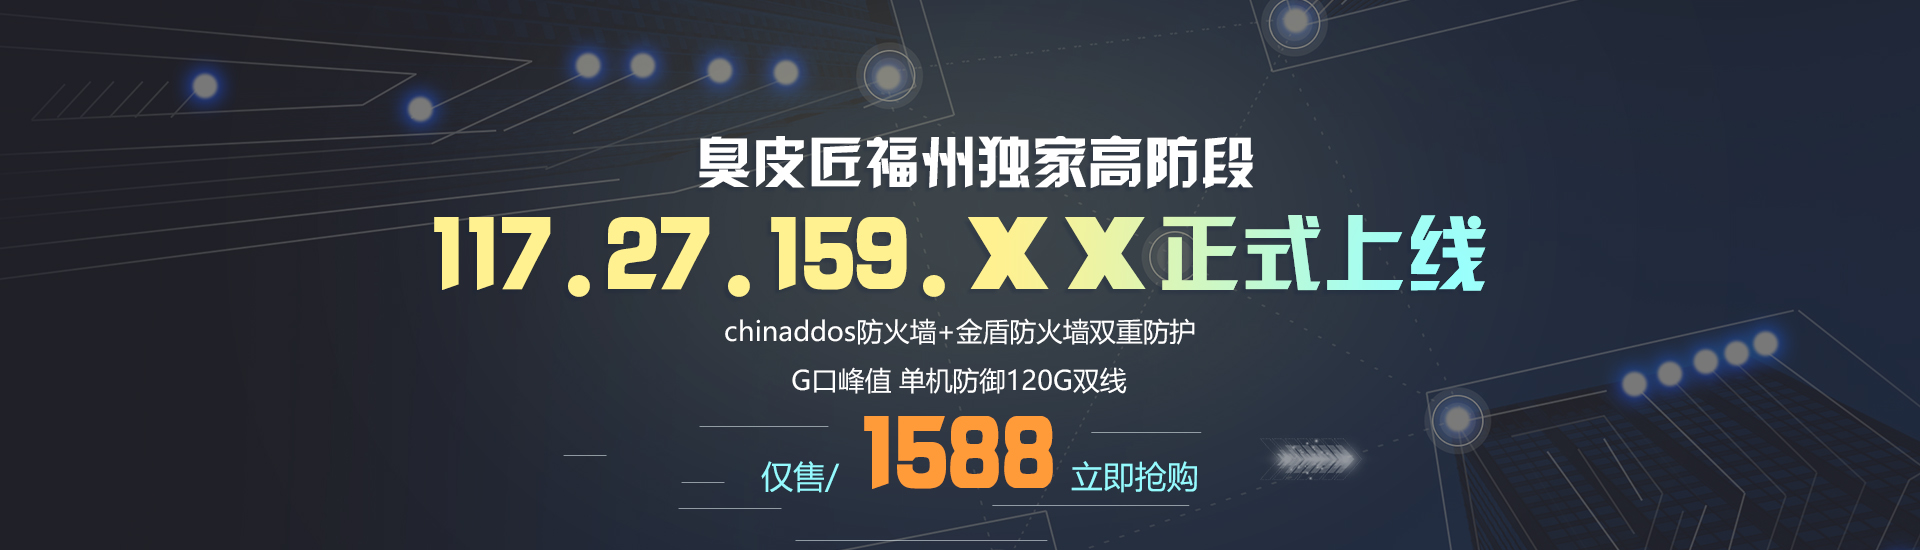 臭皮匠福州独家高防段
117.27.159.XX正式上线
chinaddos防火墙+金盾防火墙双重防护
G口峰值 单机防御120G双线
仅售/ 1588 立即抢购